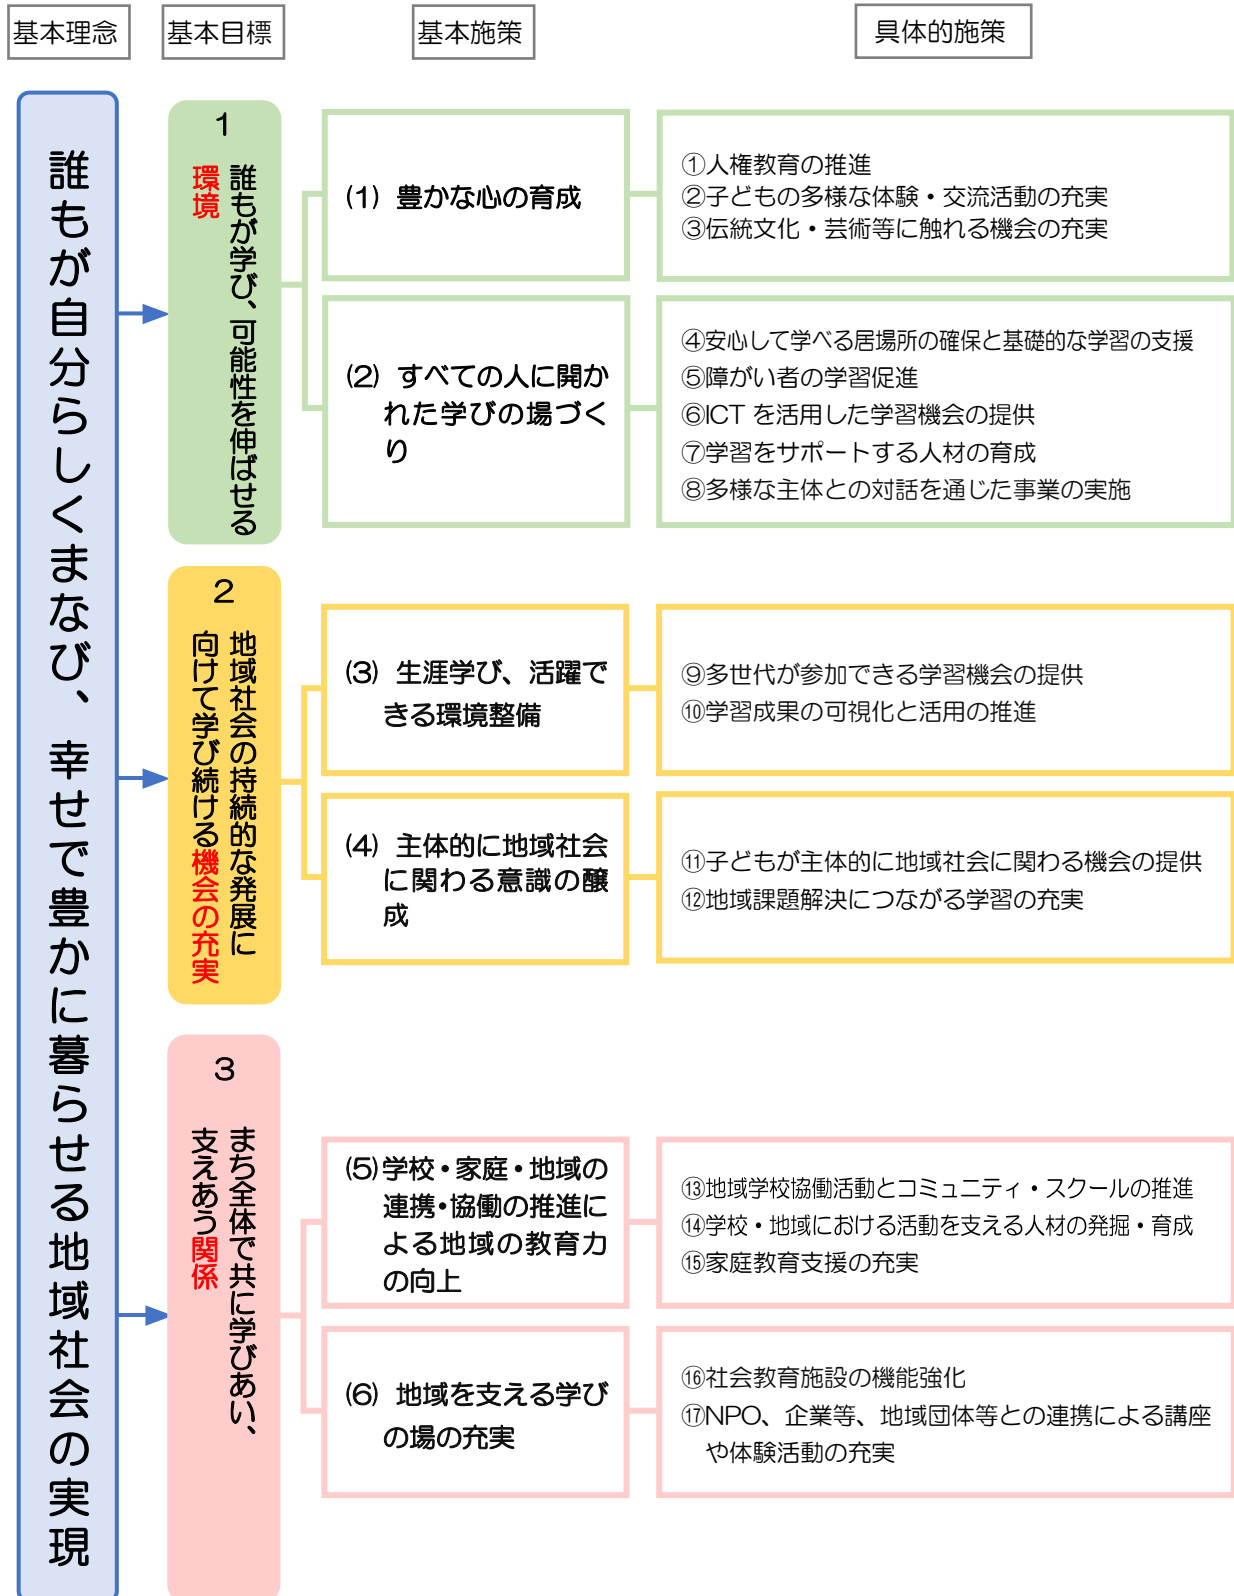 基本理念
基本目標
基本施策
具体的施策
誰もが自分らしくまなび、幸せで豊かに暮らせる地域社会の実現
1
誰もが学び、可能性を伸ばせる
環境
(1) 豊かな心の育成
①人権教育の推進
②子どもの多様な体験・交流活動の充実
③伝統文化・芸術等に触れる機会の充実
(2) すべての人に開か
れた学びの場づく
り
④安心して学べる居場所の確保と基礎的な学習の支援
⑤障がい者の学習促進
⑥ICT を活用した学習機会の提供
⑦学習をサポートする人材の育成
⑧多様な主体との対話を通じた事業の実施
2
地域社会の持続的な発展に
向けて学び続ける機会の充実
(3) 生涯学び、活躍で
きる環境整備
⑨多世代が参加できる学習機会の提供
⑩学習成果の可視化と活用の推進
(4) 主体的に地域社会
に関わる意識の醸
成
⑪子どもが主体的に地域社会に関わる機会の提供
⑫地域課題解決につながる学習の充実
3
まち全体で共に学びあい、
支えあう関係
(5)学校・家庭・地域の
連携・協働の推進に
よる地域の教育力
の向上
⑬地域学校協働活動とコミュニティ・スクールの推進
⑭学校・地域における活動を支える人材の発掘・育成
⑮家庭教育支援の充実
(6) 地域を支える学び
の場の充実
⑯社会教育施設の機能強化
⑰NPO、企業等、地域団体等との連携による講座
や体験活動の充実